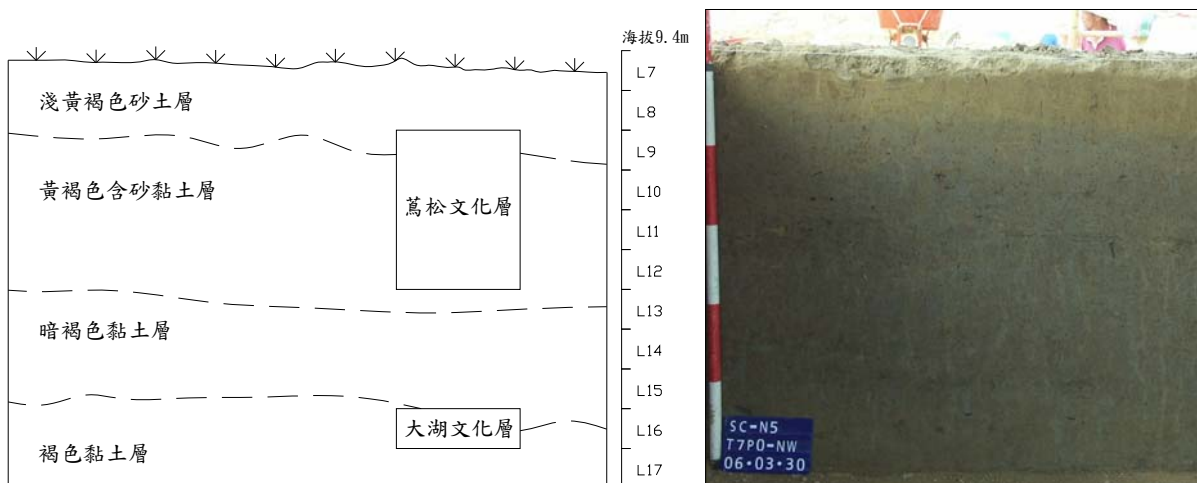 海拔9.4m
L7
淺黃褐色砂土層
L8
L9
黃褐色含砂黏土層
L10
蔦松文化層
L11
L12
L13
暗褐色黏土層
L14
L15
大湖文化層
L16
褐色黏土層
L17
SC-N5
T7P0-NW
06·03·30